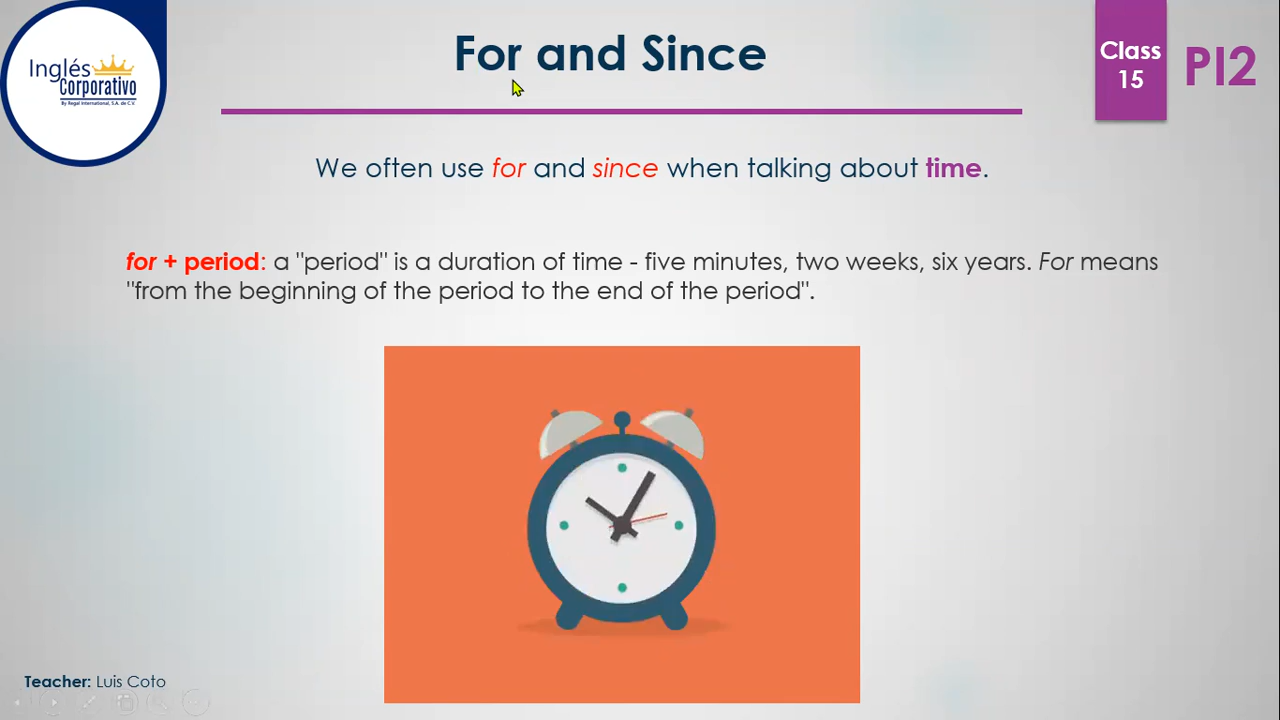 Inglés
Corporativo
By Regal International, S.A. de C.V.
For and Since
Class
15
PI2
We often use for and since when talking about time.
for + period: a "period" is a duration of time - five minutes, two weeks, six years. For means
"from the beginning of the period to the end of the period".
Teacher: Luis Coto